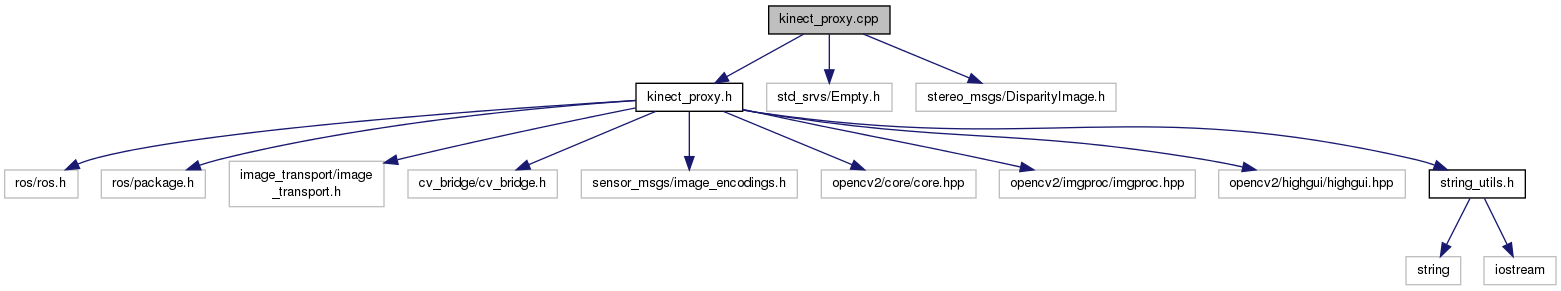 kinect_proxy.cpp
kinect_proxy.h
std_srvs/Empty.h
stereo_msgs/DisparityImage.h
ros/ros.h
ros/package.h
image_transport/image
_transport.h
cv_bridge/cv_bridge.h
sensor_msgs/image_encodings.h
opencv2/core/core.hpp
opencv2/imgproc/imgproc.hpp
opencv2/highgui/highgui.hpp
string_utils.h
string
iostream